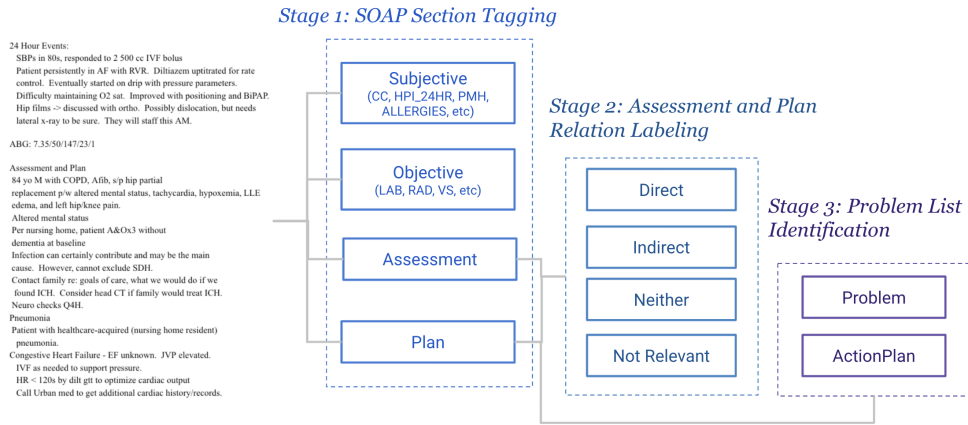 Stage 1: SOAP Section Tagging
24 Hour Events:
SBPs in 80s, responded to 2 500 cc IVF bolus
Patient persistently in AF with RVR. Diltiazem uptitrated for rate
control. Eventually started on drip with pressure parameters.
Difficulty maintaining O2 sat. Improved with positioning and BiPAP.
Hip films -> discussed with ortho. Possibly dislocation, but needs
lateral x-ray to be sure. They will staff this AM.
ABG: 7.35/50/147/23/1
Assessment and Plan
84 yo M with COPD, Afib, s/p hip partial
replacement p/w altered mental status, tachycardia, hypoxemia, LLE
edema, and left hip/knee pain.
Altered mental status
Per nursing home, patient A&Ox3 without
dementia at baseline
Infection can certainly contribute and may be the main
cause. However, cannot exclude SDH.
Contact family re: goals of care, what we would do if we
found ICH. Consider head CT if family would treat ICH.
Neuro checks Q4H.
Pneumonia
Patient with healthcare-acquired (nursing home resident)
pneumonia.
Congestive Heart Failure - EF unknown. JVP elevated.
IVF as needed to support pressure.
HR < 120s by dilt gtt to optimize cardiac output
Call Urban med to get additional cardiac history/records.
Subjective
(CC, HPI_24HR, PMH,
ALLERGIES, etc)
Objective
(LAB, RAD, VS, etc)
Assessment
Plan
Stage 2: Assessment and Plan
Relation Labeling
Direct
Indirect
Neither
Not Relevant
Stage 3: Problem List
Identification
Problem
ActionPlan